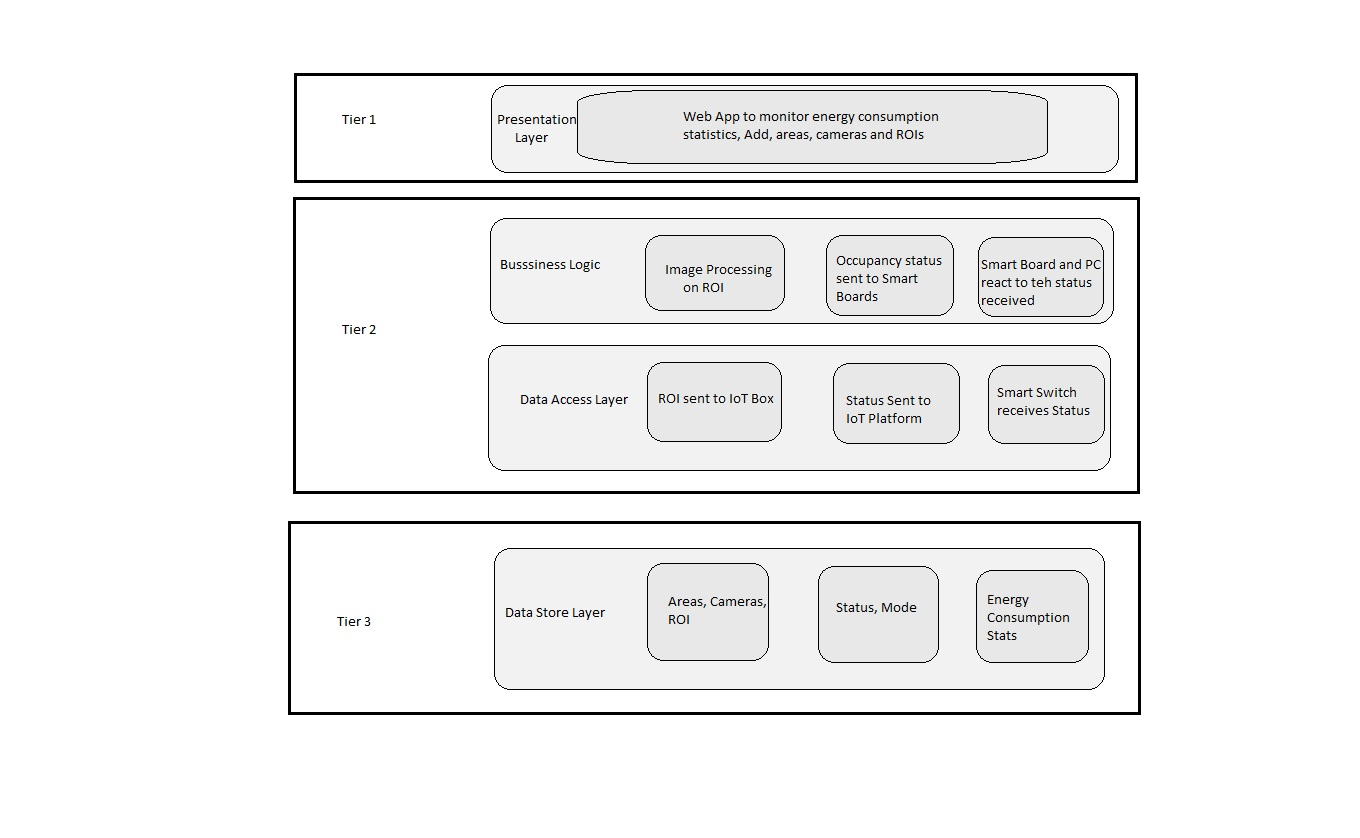 Tier 1
Presentation
Layer
Web App to monitor energy consumption
statistics, Add, areas, cameras and ROIs
Tier 2
Busssiness Logic
Image Processing
on ROI
Occupancy status
sent to Smart
Boards
Smart Board and PC
react to teh status
received
Data Access Layer
ROI sent to IoT Box
Status Sent to
IoT Platform
Smart Switch
receives Status
Tier 3
Data Store Layer
Areas, Cameras,
ROI
Status, Mode
Energy
Consumption
Stats